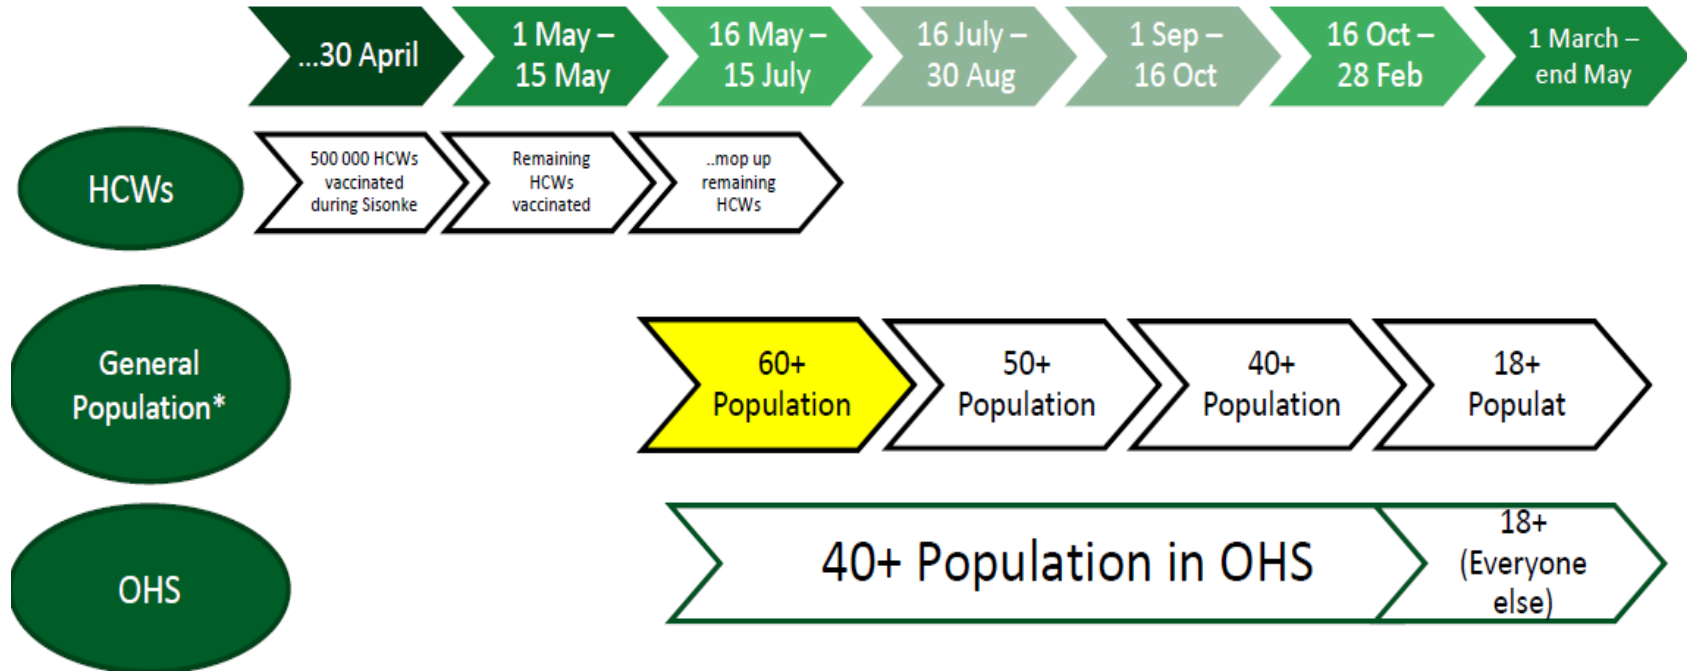 ...30 April
1 May –
15 May
16 May –
15 July
16 July –
30 Aug
1 Sep –
16 Oct
16 Oct –
28 Feb
1 March –
end May
HCWs
500 000 HCWs
vaccinated
during Sisonke
Remaining
HCWs
vaccinated
..mop up
remaining
HCWs
General
Population*
60+
Population
50+
Population
40+
Population
18+
Populat
OHS
40+ Population in OHS
18+
(Everyone
else)